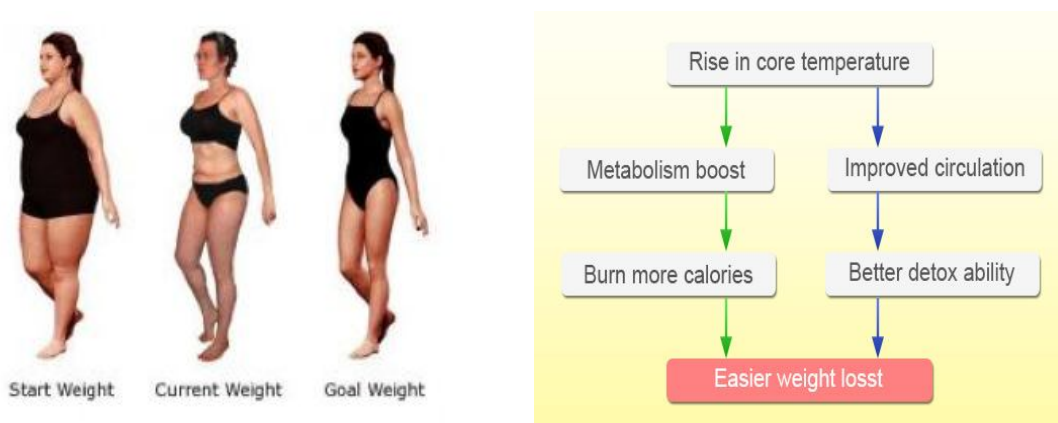 Start Weight
Current Weight
Goal Weight
Rise in core temperature
Metabolism boost
Improved circulation
Burn more calories
Better detox ability
Easier weight losst